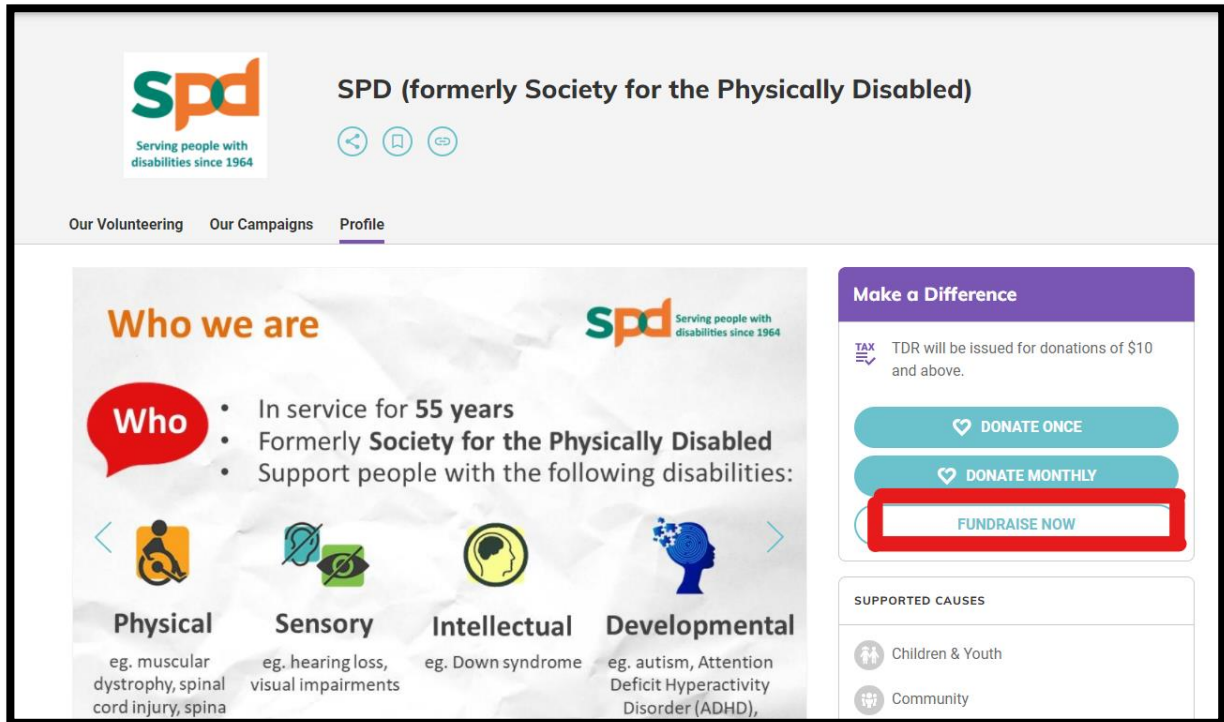 spd
Serving people with
disabilities since 1964
SPD (formerly Society for the Physically Disabled)
Our Volunteering Our Campaigns Profile
Who we are
spd Serving people with
disabilities since 1964
Who
• In service for 55 years
• Formerly Society for the Physically Disabled
• Support people with the following disabilities:
Physical
eg. muscular
dystrophy, spinal
cord injury, spina
Sensory
eg. hearing loss,
visual impairments
Intellectual
eg. Down syndrome
Developmental
eg. autism, Attention
Deficit Hyperactivity
Disorder (ADHD),
Make a Difference
TAX
TDR will be issued for donations of $10
and above.
DONATE ONCE
DONATE MONTHLY
FUNDRAISE NOW
SUPPORTED CAUSES
Children & Youth
Community